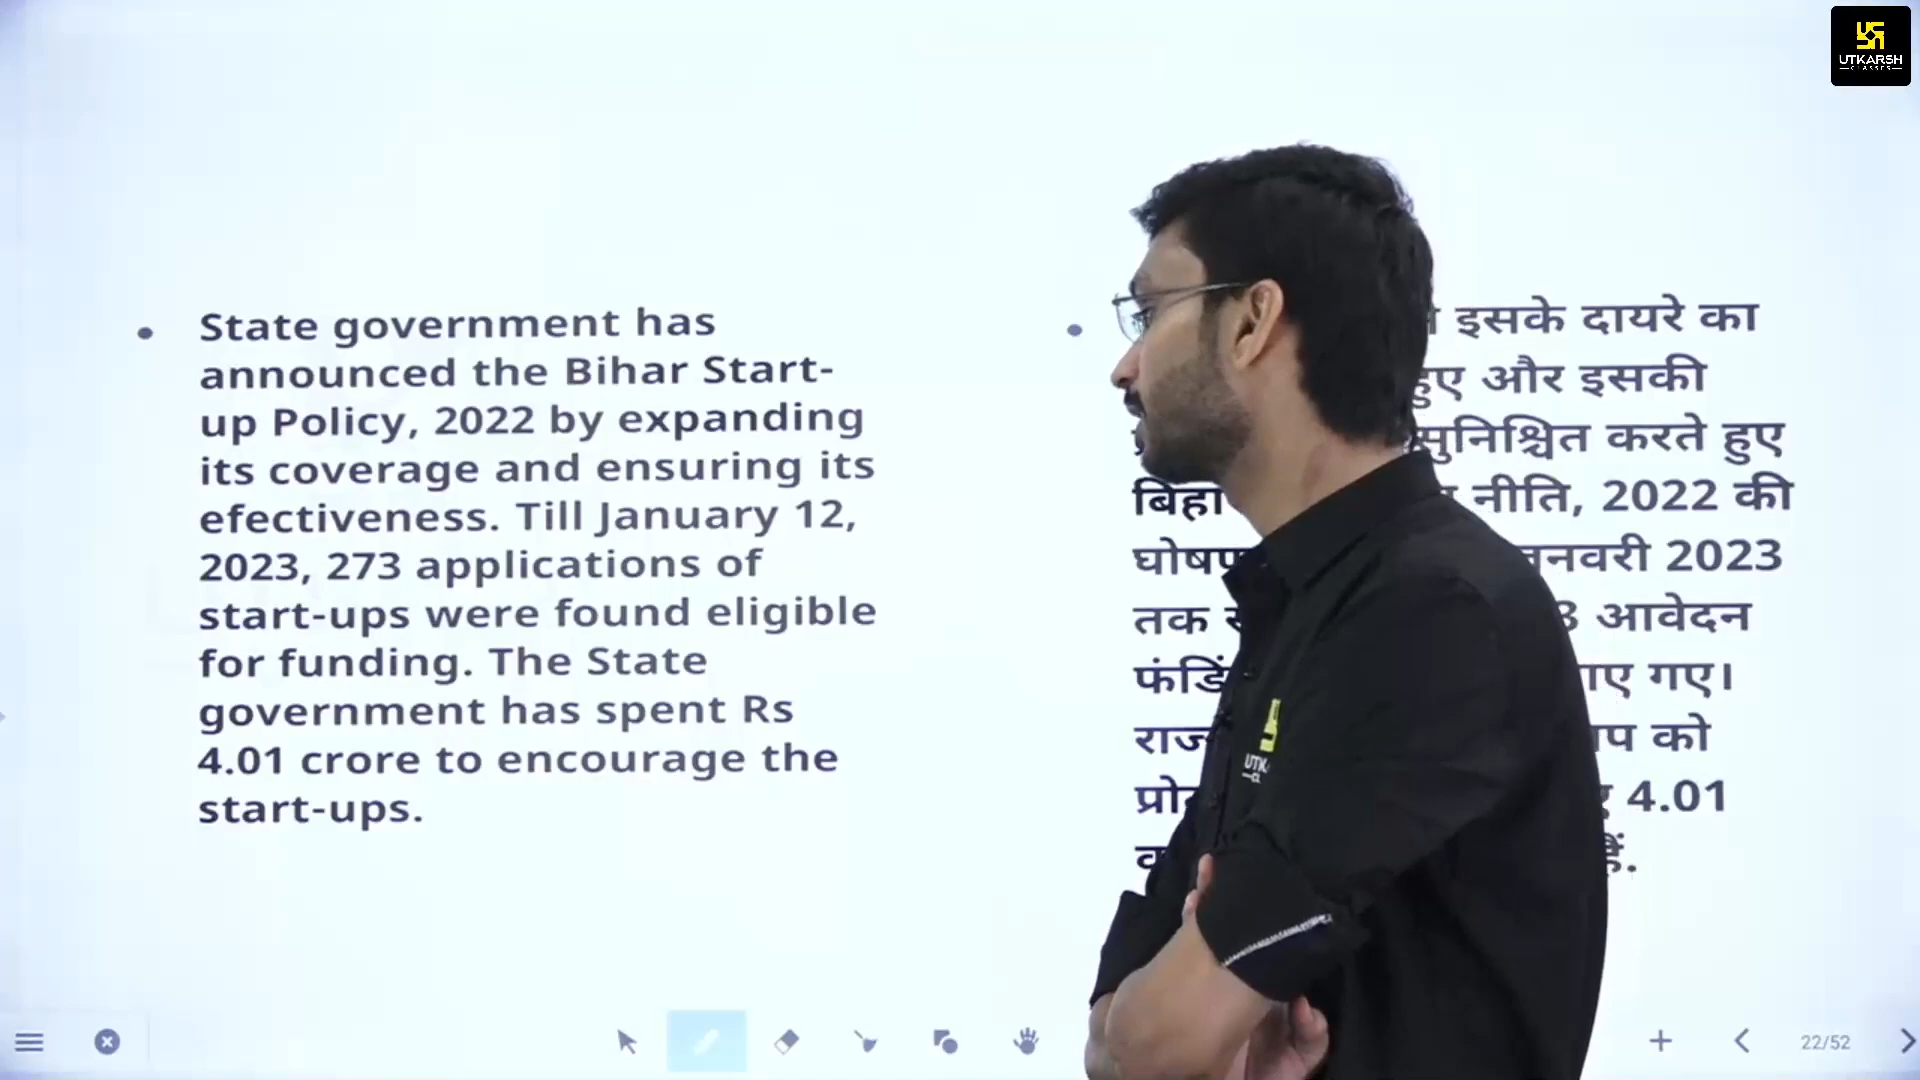 UTKARSH
CLASSES
State government has
announced the Bihar Start-
up Policy, 2022 by expanding
its coverage and ensuring its
efectiveness. Till January 12,
2023, 273 applications of
start-ups were found eligible
for funding. The State
government has spent Rs
4.01 crore to encourage the
start-ups.
इसके दायरे का
हुए और इसकी
सुनिश्चित करते हुए
नीति, 2022 की
जनवरी 2023
तक आवेदन
गए।
को
4.01
हैं.
22/52